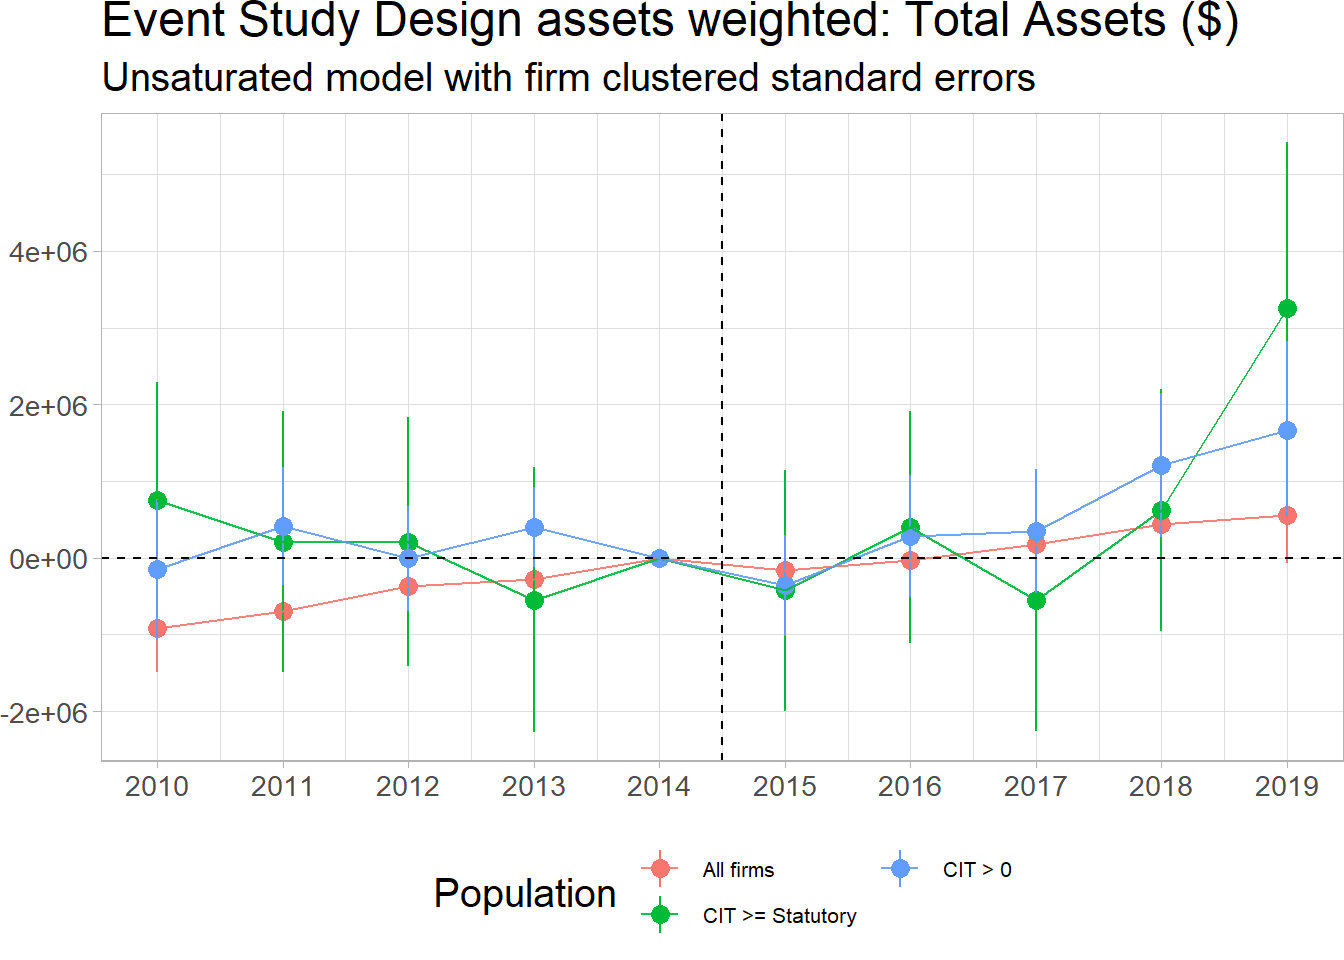 Event Study Design assets weighted: Total Assets ($)
Unsaturated model with firm clustered standard errors
4e+06
2e+06
0e+00
-2e+06
2010 2011 2012 2013 2014 2015 2016 2017 2018 2019
Population
All firms
CIT >= Statutory
CIT > 0